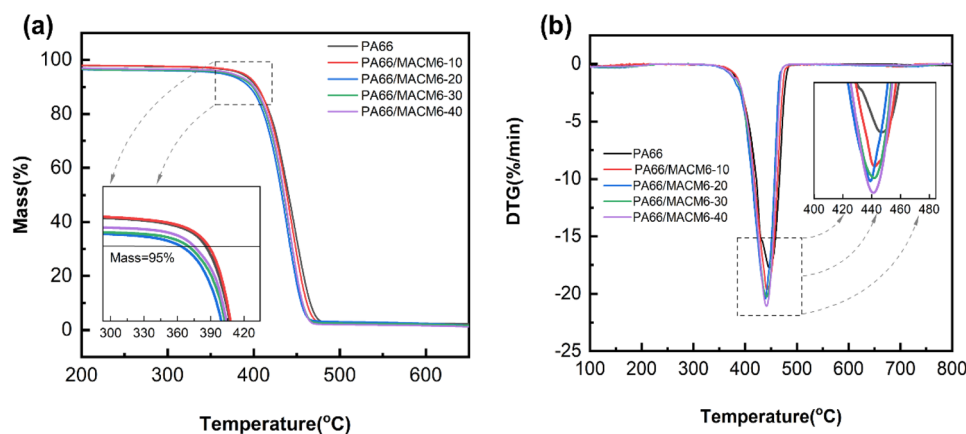 (a)
100
80
60
40
20
0
Mass(%)
PA66
PA66/MACM6-10
PA66/MACM6-20
PA66/MACM6-30
PA66/MACM6-40
Mass=95%
300 330 360 390 420
200 300 400 500 600
Temperature(°C)
(b)
0
-5
-10
-15
-20
-25
DTG(%/min)
PA66
PA66/MACM6-10
PA66/MACM6-20
PA66/MACM6-30
PA66/MACM6-40
400 420 440 460 480
100 200 300 400 500 600 700 800
Temperature(°C)